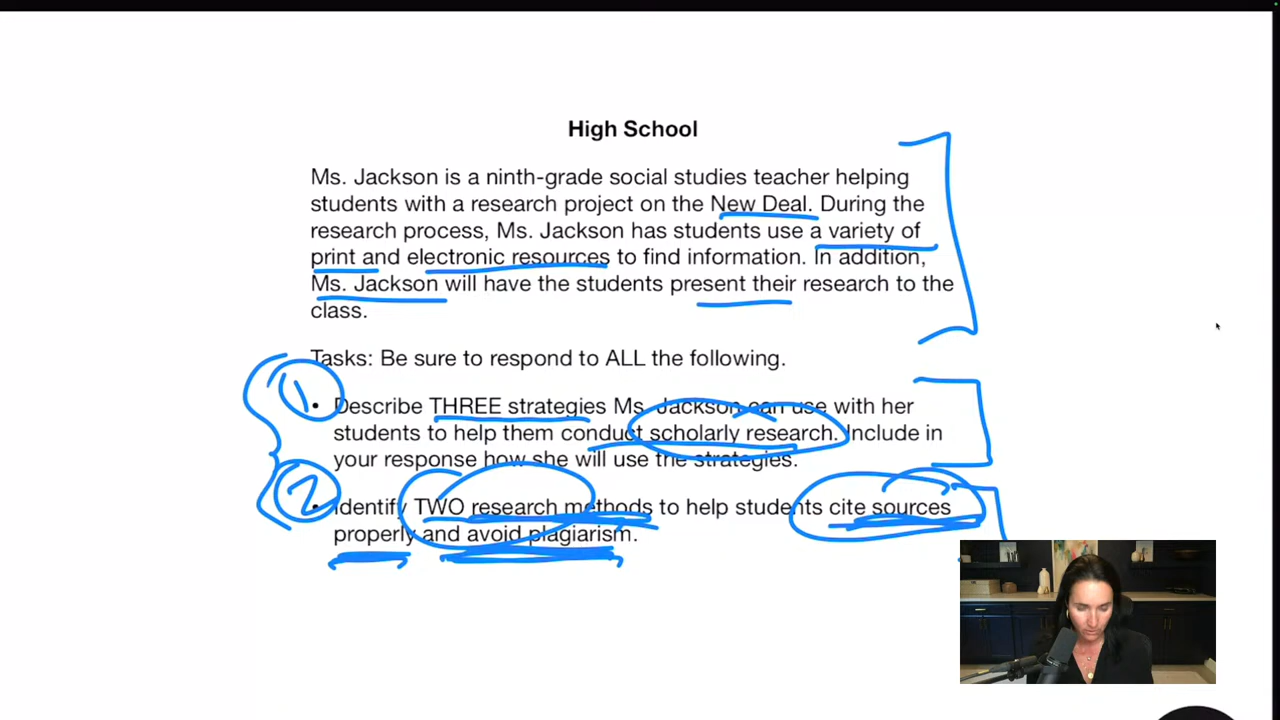 High School
Ms. Jackson is a ninth-grade social studies teacher helping
students with a research project on the New Deal. During the
research process, Ms. Jackson has students use a variety of
print and electronic resources to find information. In addition,
Ms. Jackson will have the students present their research to the
class.
Tasks: Be sure to respond to ALL the following.
1
• Describe THREE strategies Ms. Jackson can use with her
students to help them conduct scholarly research. Include in
your response how she will use the strategies.
2
• Identify TWO research methods to help students cite sources
properly and avoid plagiarism.